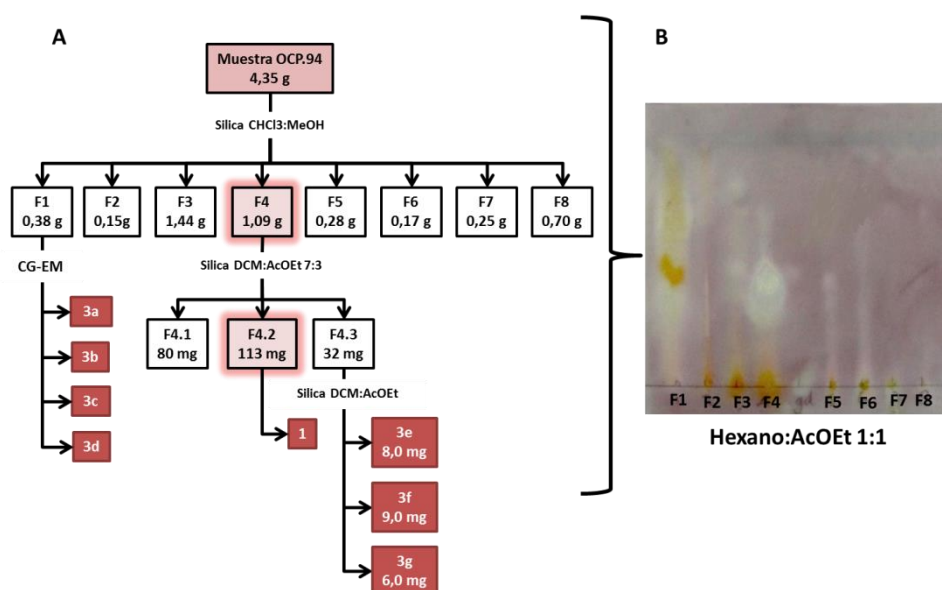 A
B
Muestra OCP.94
4,35 g
Silica CHCl3:MeOH
F1
0,38 g
F2
0,15g
F3
1,44 g
F4
1,09 g
F5
0,28 g
F6
0,17 g
F7
0,25 g
F8
0,70 g
CG-EM
Silica DCM:AcOEt 7:3
3a
3b
3c
3d
F4.1
80 mg
F4.2
113 mg
F4.3
32 mg
Silica DCM:AcOEt
1
3e
8,0 mg
3f
9,0 mg
3g
6,0 mg
F1 F2 F3 F4 F5 F6 F7 F8
Hexano:AcOEt 1:1